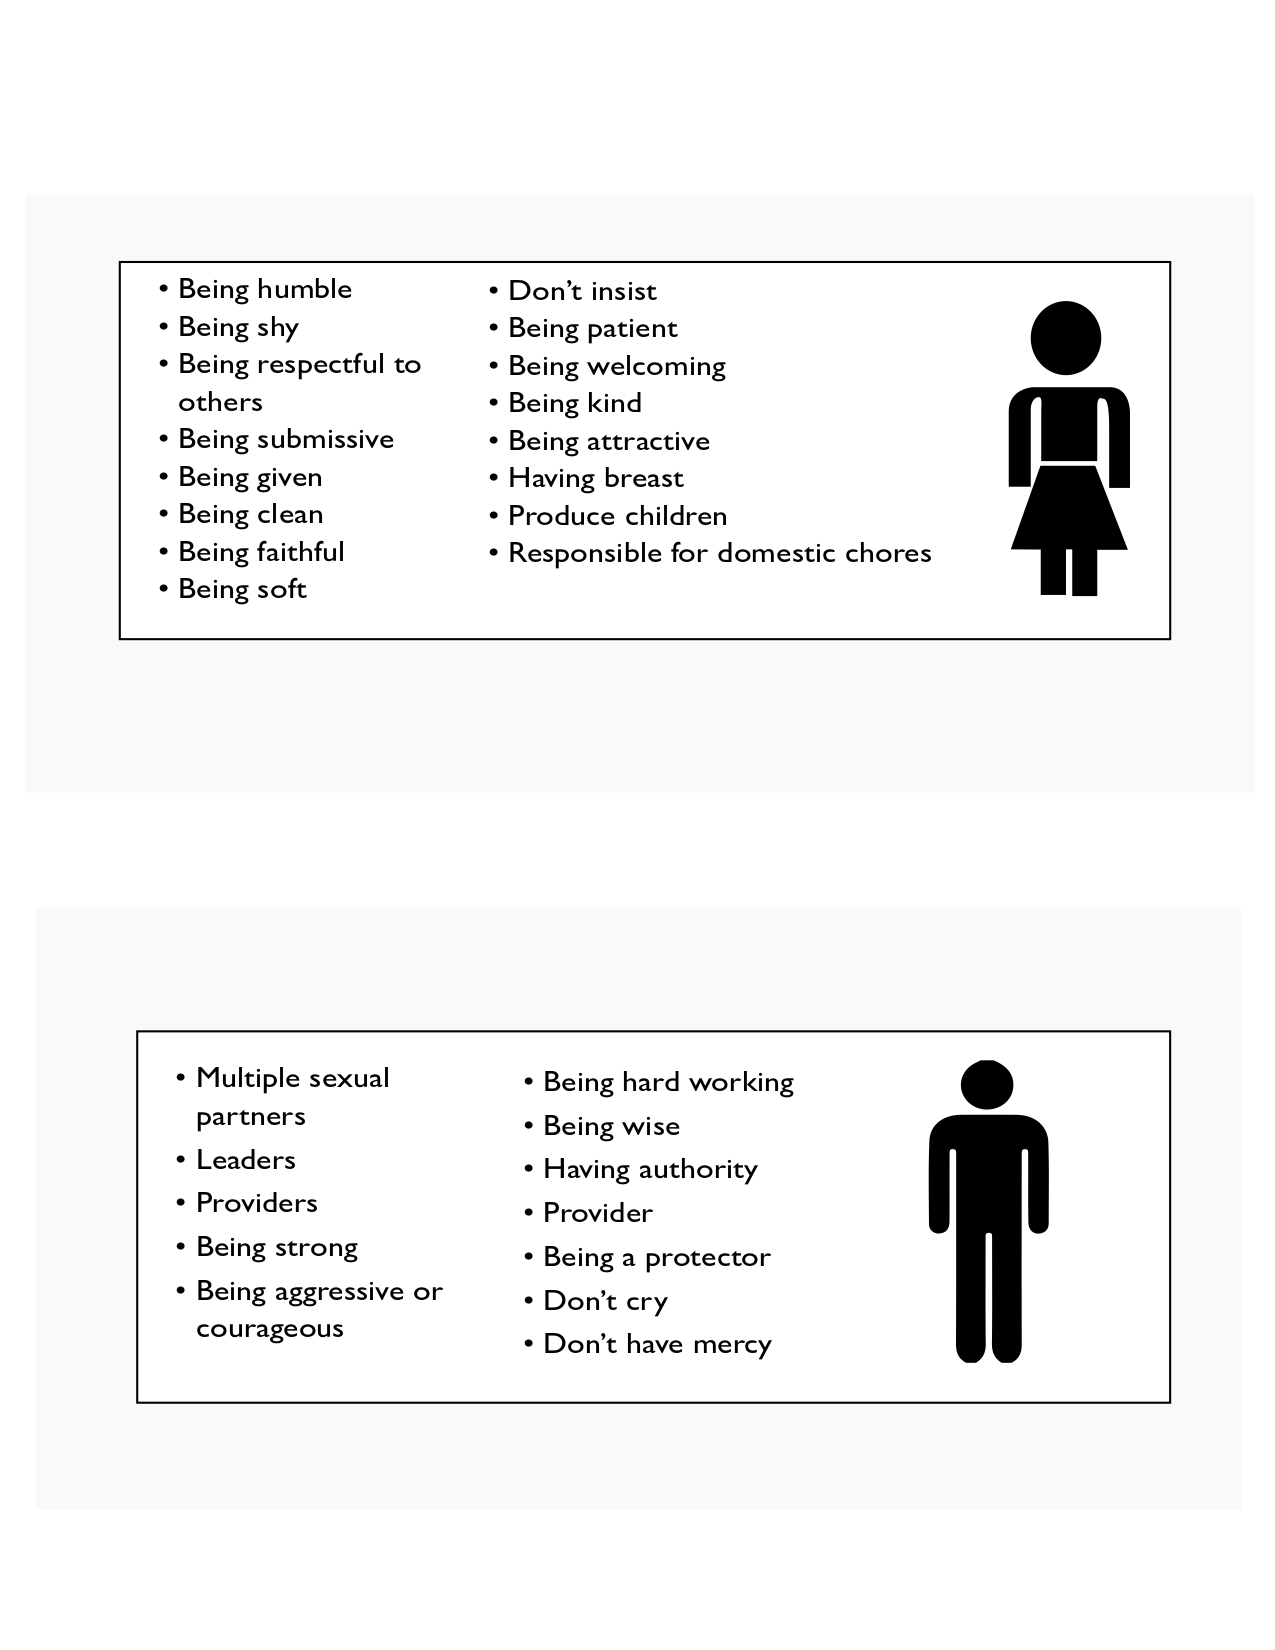 • Being humble
• Being shy
• Being respectful to
others
• Being submissive
• Being given
• Being clean
• Being faithful
• Being soft
• Don’t insist
• Being patient
• Being welcoming
• Being kind
• Being attractive
• Having breast
• Produce children
• Responsible for domestic chores
• Multiple sexual
partners
• Leaders
• Providers
• Being strong
• Being aggressive or
courageous
• Being hard working
• Being wise
• Having authority
• Provider
• Being a protector
• Don’t cry
• Don’t have mercy